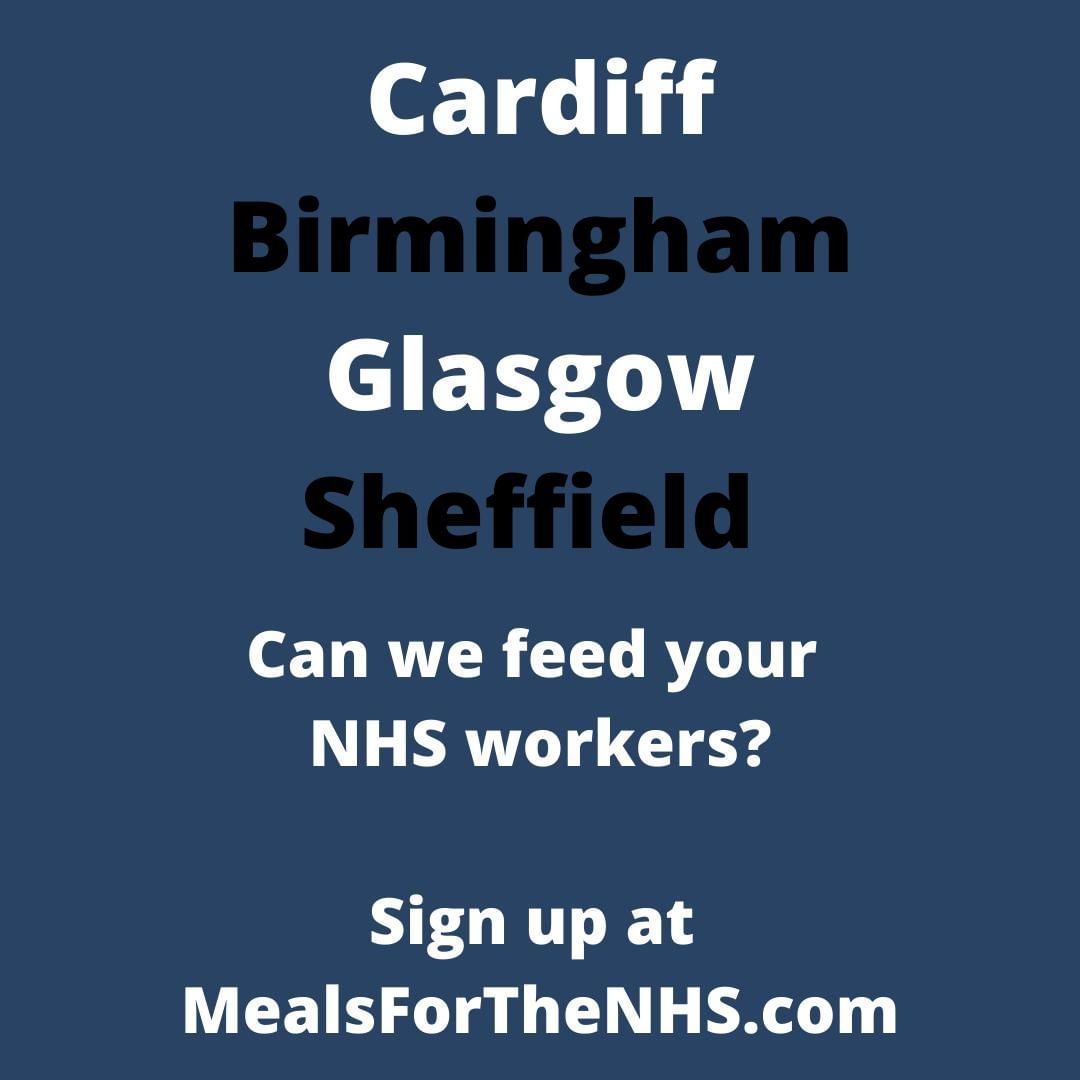 Cardiff
Birmingham
Glasgow
Sheffield
Can we feed your
NHS workers?
Sign up at
MealsForTheNHS.com